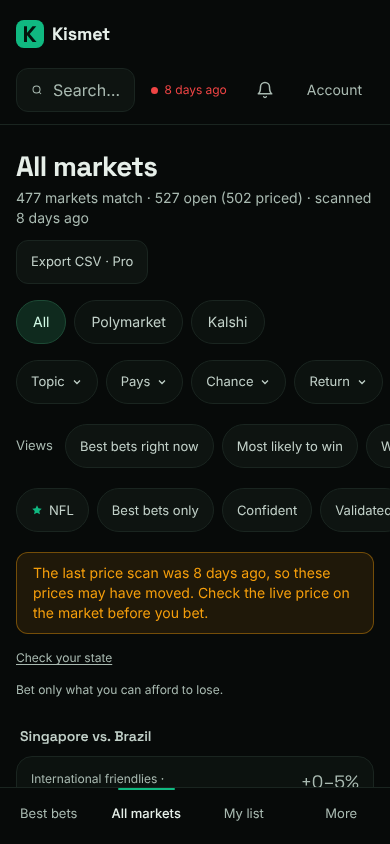 Kismet
Search...
8 days ago
Account
All markets
477 markets match · 527 open (502 priced) · scanned
8 days ago
Export CSV · Pro
All
Polymarket
Kalshi
Topic
Pays
Chance
Return
Views
Best bets right now
Most likely to win
NFL
Best bets only
Confident
Validated
The last price scan was 8 days ago, so these
prices may have moved. Check the live price on
the market before you bet.
Check your state
Bet only what you can afford to lose.
Singapore vs. Brazil
International friendlies ·
+0–5%
Best bets
All markets
My list
More